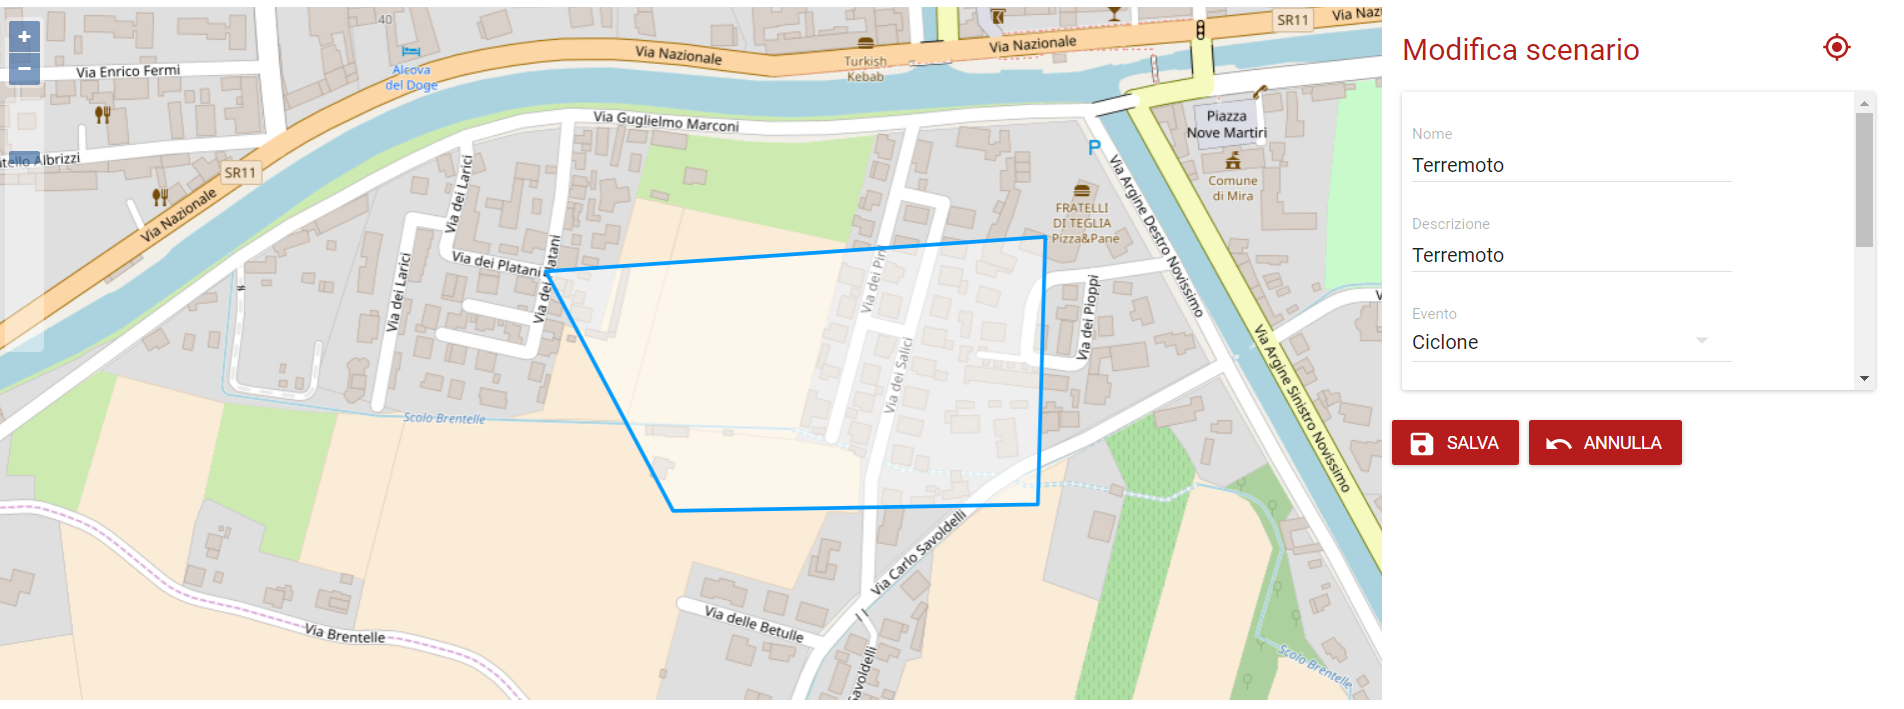 +
−
40
SR11
Via Nazionale
Via Naz
Via Nazionale
Via Enrico Fermi
Alcova
del Doge
Turkish
Kebab
Via Guglielmo Marconi
Piazza
Nove Martiri
tello Albrizzi
P
SR11
Via dei Larici
Comune
di Mira
Via Nazionale
FRATELLI
DI TEGLIA
Pizza&Pane
Via Argine Destro Novissimo
Via dei Platani
Via dei Platani
Via dei Larici
Via dei Pini
Via dei Pioppi
V
Via dei Salici
Via Argine Sinistro Novissimo
Scolo Brentelle
Via Carlo Savoldelli
Via delle Betulle
Via Brentelle
Savoldelli
Scolo Brentelle
Modifica scenario
Nome
Terremoto
Descrizione
Terremoto
Evento
Ciclone
SALVA
ANNULLA